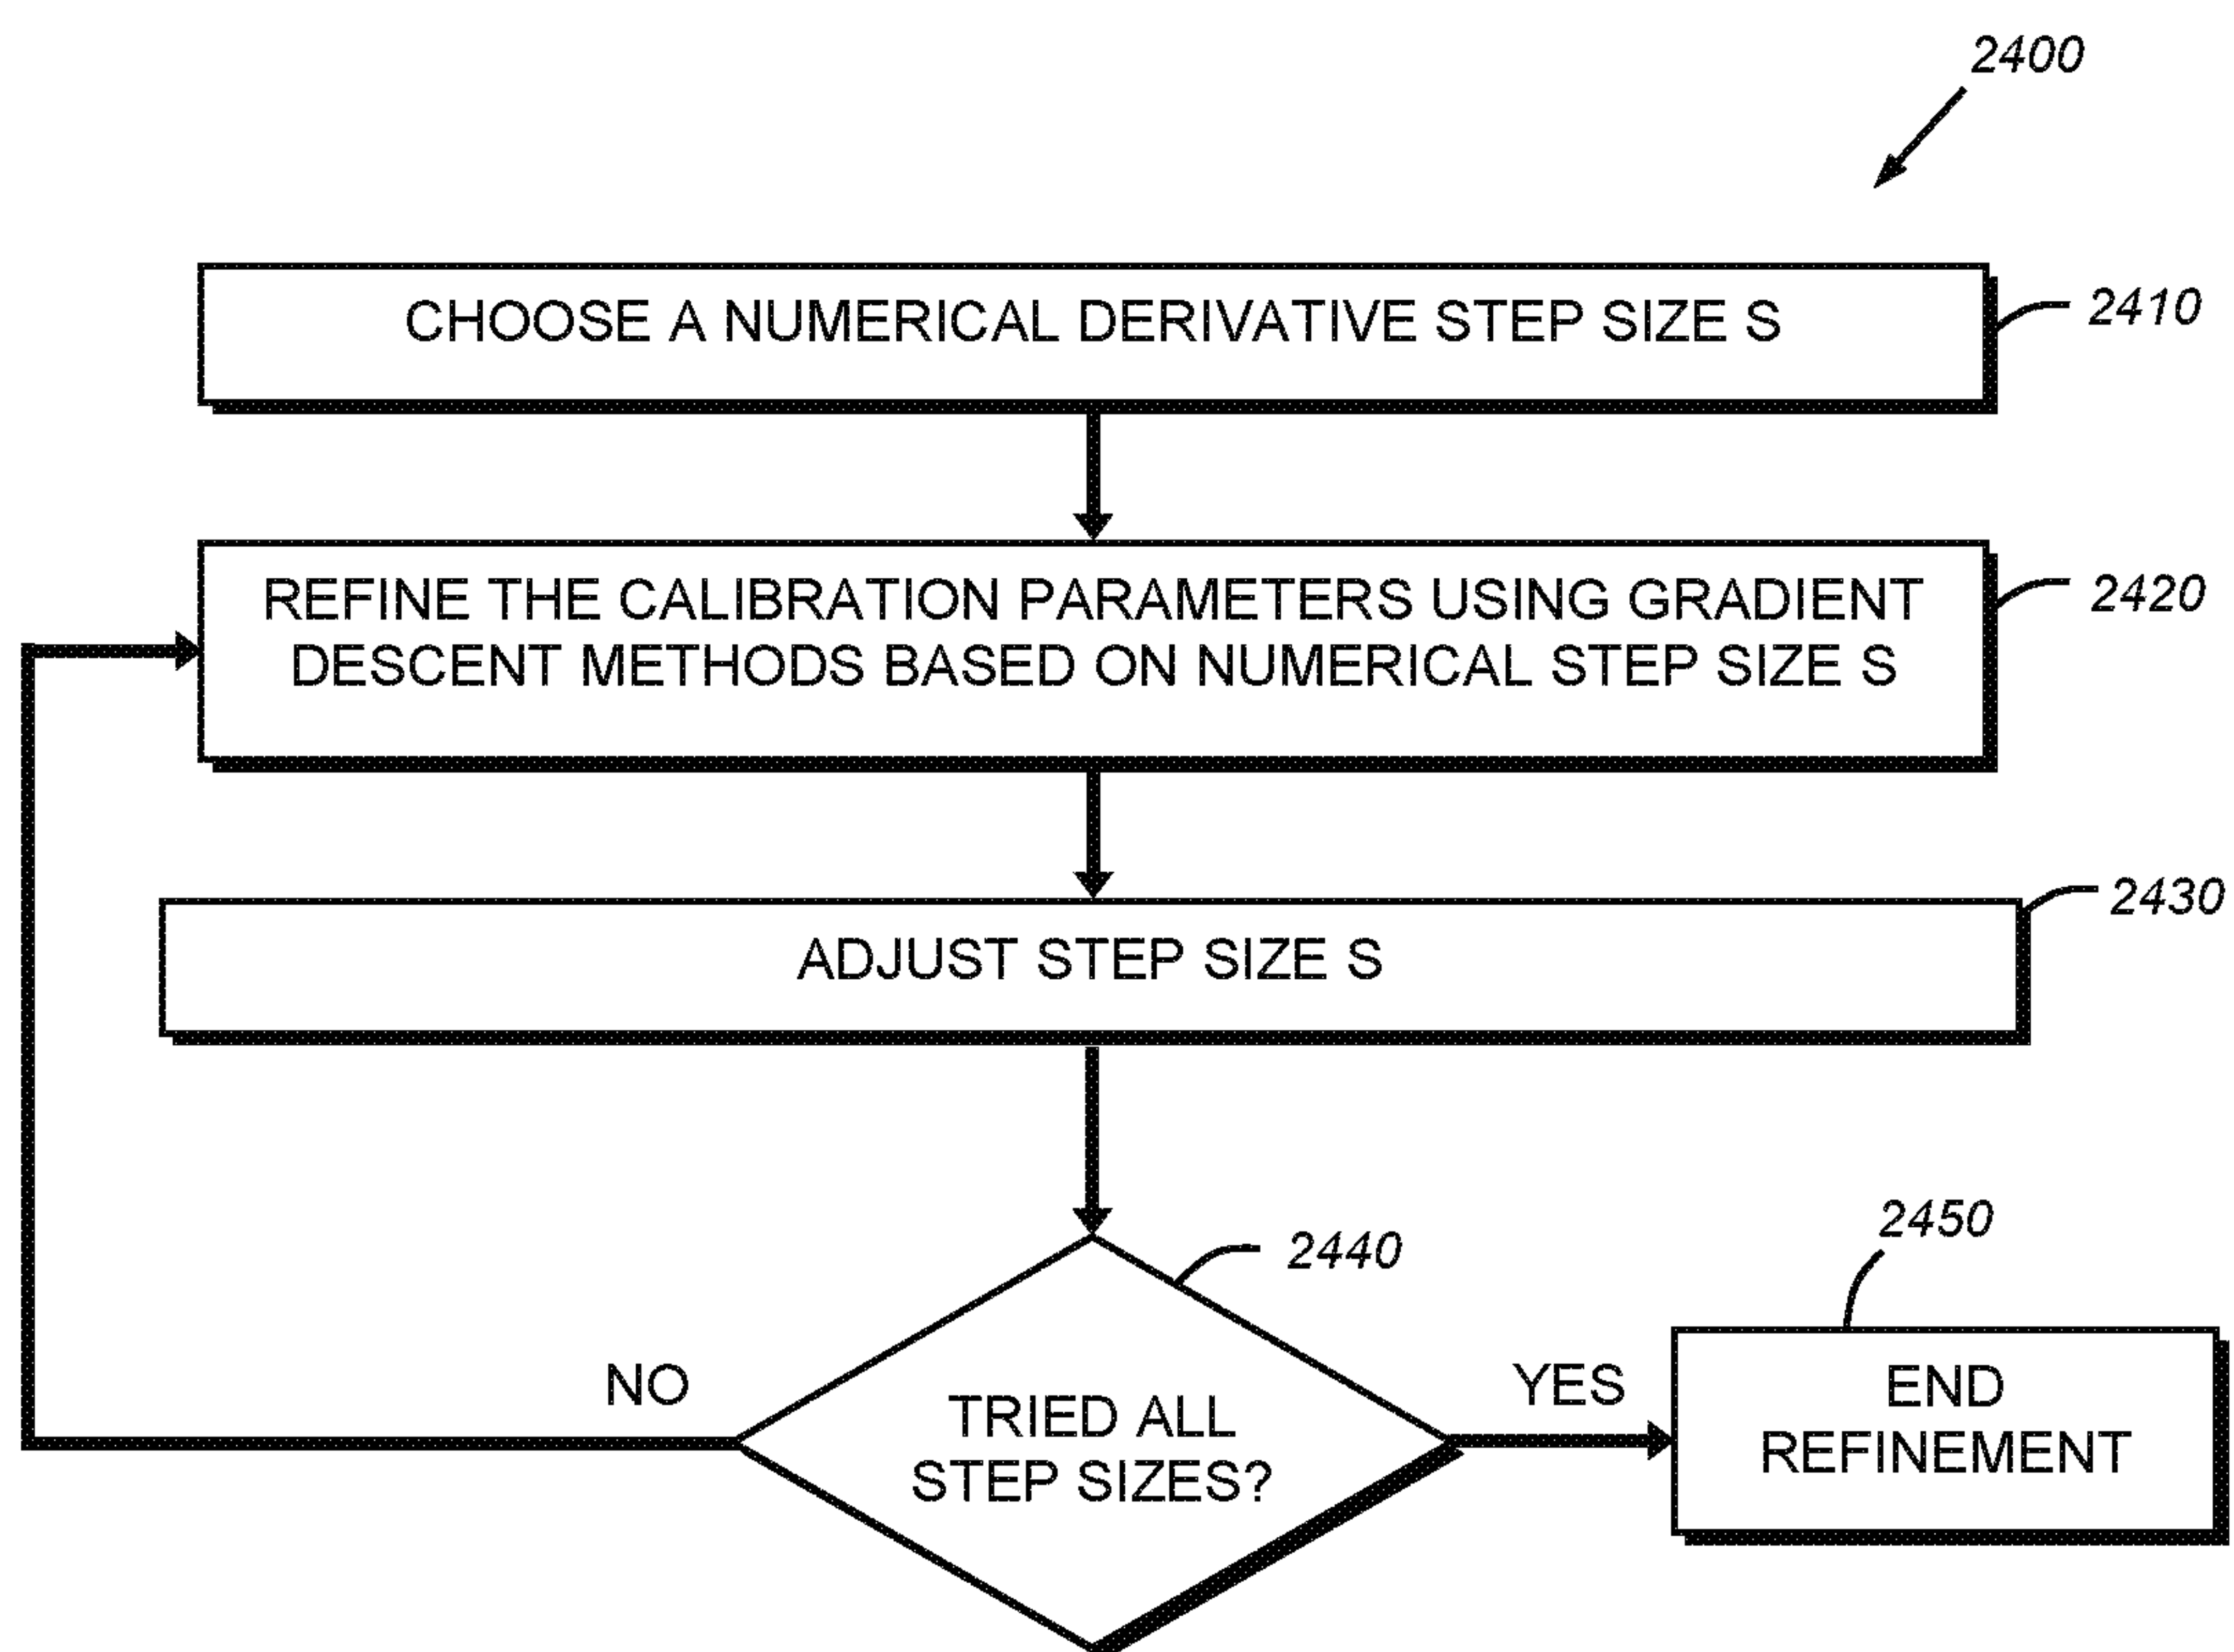 2400
CHOOSE A NUMERICAL DERIVATIVE STEP SIZE S
2410
REFINE THE CALIBRATION PARAMETERS USING GRADIENT
DESCENT METHODS BASED ON NUMERICAL STEP SIZE S
2420
ADJUST STEP SIZE S
2430
2440
2450
NO
TRIED ALL
STEP SIZES?
YES
END
REFINEMENT